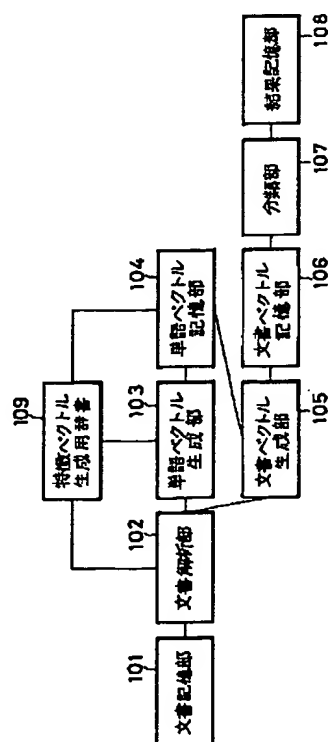 109
特徴ベクトル
生成用辞書
101
文書記憶部
102
文書解析部
103
単語ベクトル
生成部
104
単語ベクトル
記憶部
105
文書ベクトル
生成部
106
文書ベクトル
記憶部
107
分類部
108
結果記憶部